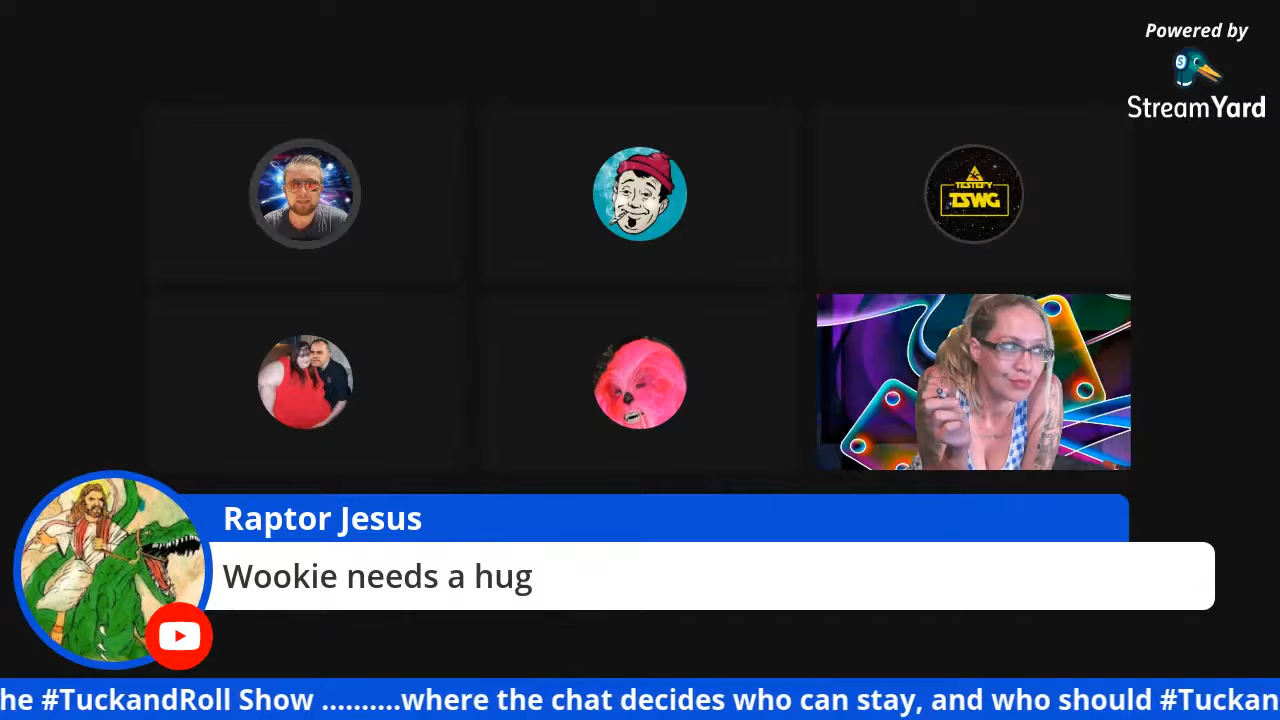 Powered by
StreamYard
TESTEFY
TSWG
Raptor Jesus
Wookie needs a hug
he #TuckandRoll Show ..........where the chat decides who can stay, and who should #Tuckan